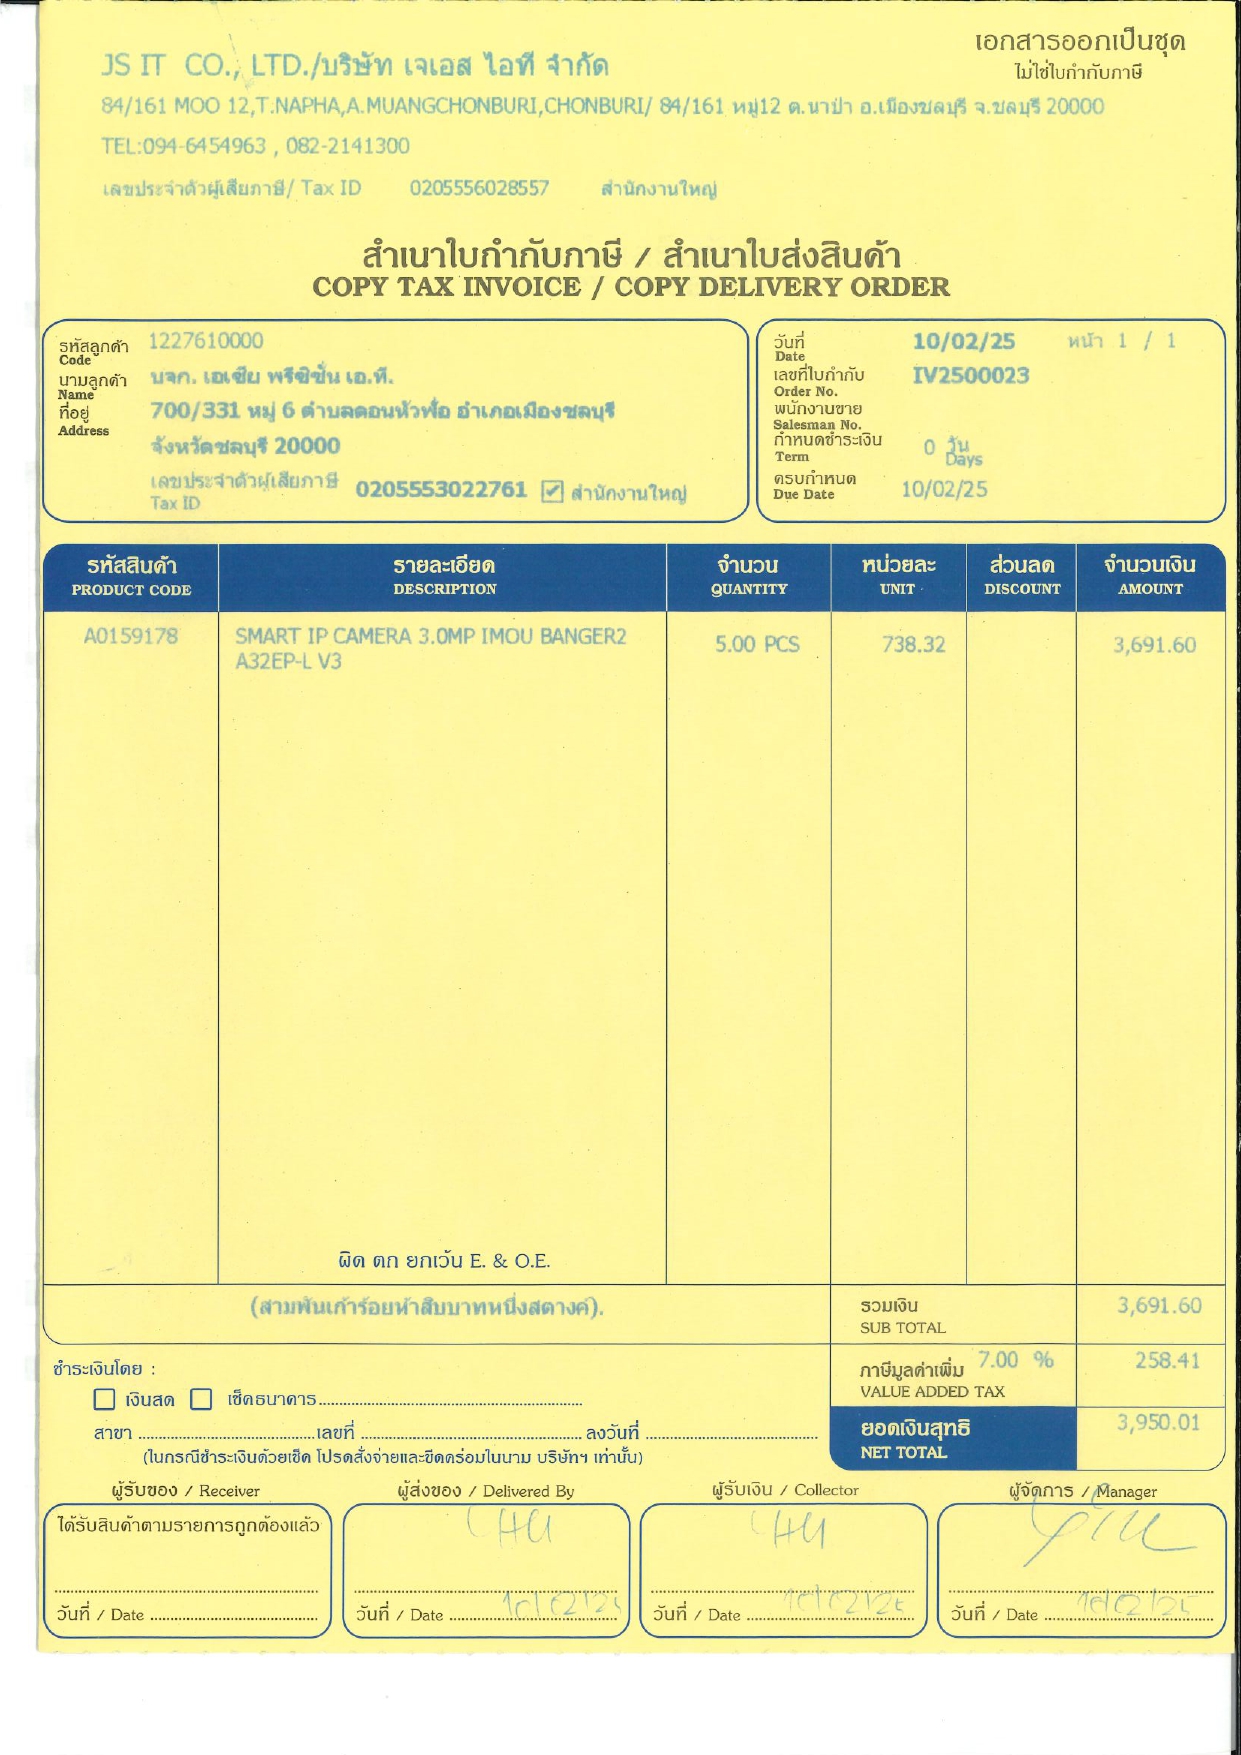 เอกสารออกเป็นชุด
ไม่ใช่ใบกำกับภาษี
JS IT CO., LTD./บริษัท เจเอส ไอที จำกัด
84/161 MOO 12,T.NAPHA,A.MUANGCHONBURI,CHONBURI/ 84/161 หมู่12 ต.นาป่า อ.เมืองชลบุรี จ.ชลบุรี 20000
TEL:094-6454963 , 082-2141300
เลขประจำตัวผู้เสียภาษี/ Tax ID 0205556028557 สำนักงานใหญ่
สำเนาใบกำกับภาษี / สำเนาใบส่งสินค้า
COPY TAX INVOICE / COPY DELIVERY ORDER
รหัสลูกค้า 1227610000
Code
นามลูกค้า บจก. เอเซีย พรีซิชั่น เอ.ที.
Name
ที่อยู่ 700/331 หมู่ 6 ตำบลดอนหัวฬ่อ อำเภอเมืองชลบุรี
Address
จังหวัดชลบุรี 20000
เลขประจำตัวผู้เสียภาษี 0205553022761 ☑ สำนักงานใหญ่
Tax ID
วันที่ 10/02/25 หน้า 1 / 1
Date
เลขที่ใบกำกับ IV2500023
Order No.
พนักงานขาย
Salesman No.
กำหนดชำระเงิน 0 วัน
Term Days
ครบกำหนด 10/02/25
Due Date
รหัสสินค้า รายละเอียด จำนวน หน่วยละ ส่วนลด จำนวนเงิน
PRODUCT CODE DESCRIPTION QUANTITY UNIT DISCOUNT AMOUNT
A0159178 SMART IP CAMERA 3.0MP IMOU BANGER2 5.00 PCS 738.32 3,691.60
A32EP-L V3
ผิด ตก ยกเว้น E. & O.E.
(สามพันเก้าร้อยห้าสิบบาทหนึ่งสตางค์). รวมเงิน 3,691.60
SUB TOTAL
ชำระเงินโดย : ภาษีมูลค่าเพิ่ม 7.00 % 258.41
VALUE ADDED TAX
☐ เงินสด ☐ เช็คธนาคาร
สาขา เลขที่ ลงวันที่ ยอดเงินสุทธิ 3,950.01
(ในกรณีชำระเงินด้วยเช็ค โปรดสั่งจ่ายและขีดคร่อมในนาม บริษัทฯ เท่านั้น) NET TOTAL
ผู้รับของ / Receiver ผู้ส่งของ / Delivered By ผู้รับเงิน / Collector ผู้จัดการ / Manager
ได้รับสินค้าตามรายการถูกต้องแล้ว
วันที่ / Date วันที่ / Date 10/02/25 วันที่ / Date 10/02/25 วันที่ / Date 10/02/25